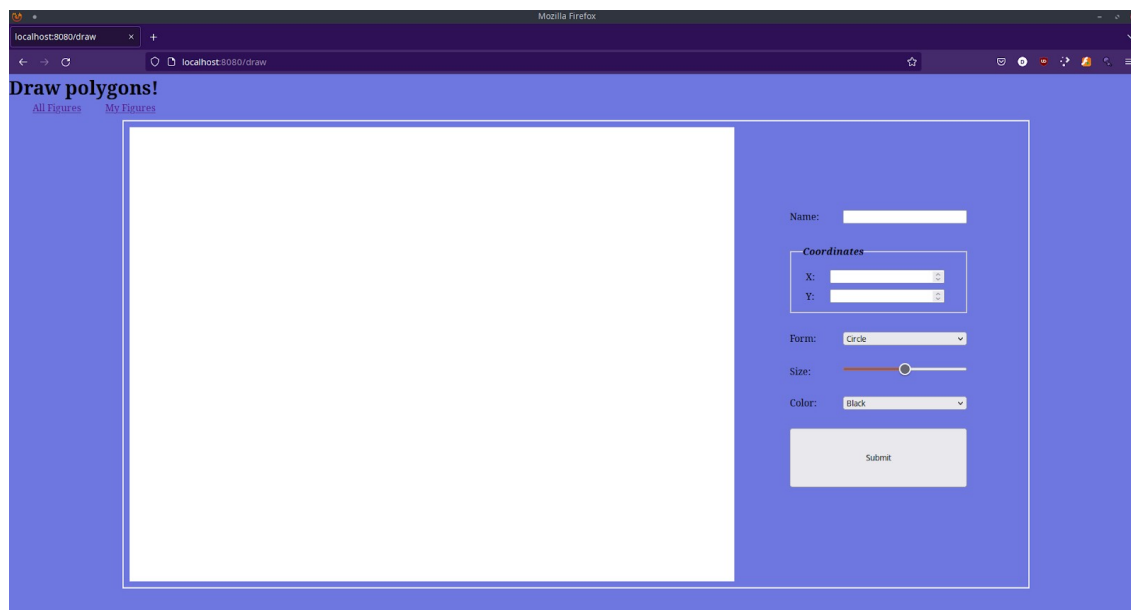 Mozilla Firefox
localhost:8080/draw
localhost:8080/draw
Draw polygons!
All Figures My Figures
Name:
Coordinates
X:
Y:
Form: Circle
Size:
Color: Black
Submit